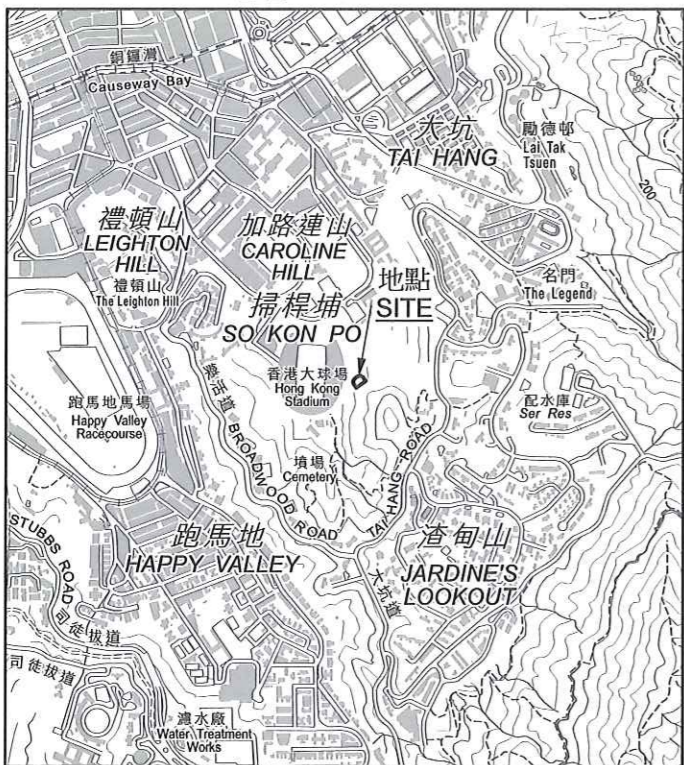 銅鑼灣
Causeway Bay
大坑
TAI HANG
勵德邨
Lai Tak
Tsuen
200
禮頓山
LEIGHTON
HILL
禮頓山
The Leighton Hill
加路連山
CAROLINE
HILL
地點
SITE
名門
The Legend
掃桿埔
SO KON PO
香港大球場
Hong Kong
Stadium
跑馬地馬場
Happy Valley
Racecourse
配水庫
Ser Res
樂活道 BROADWOOD ROAD
墳場
Cemetery
TAI HANG ROAD
大坑道
跑馬地
HAPPY VALLEY
渣甸山
JARDINE'S
LOOKOUT
STUBBS ROAD
司徒拔道
司徒拔道
濾水廠
Water Treatment
Works